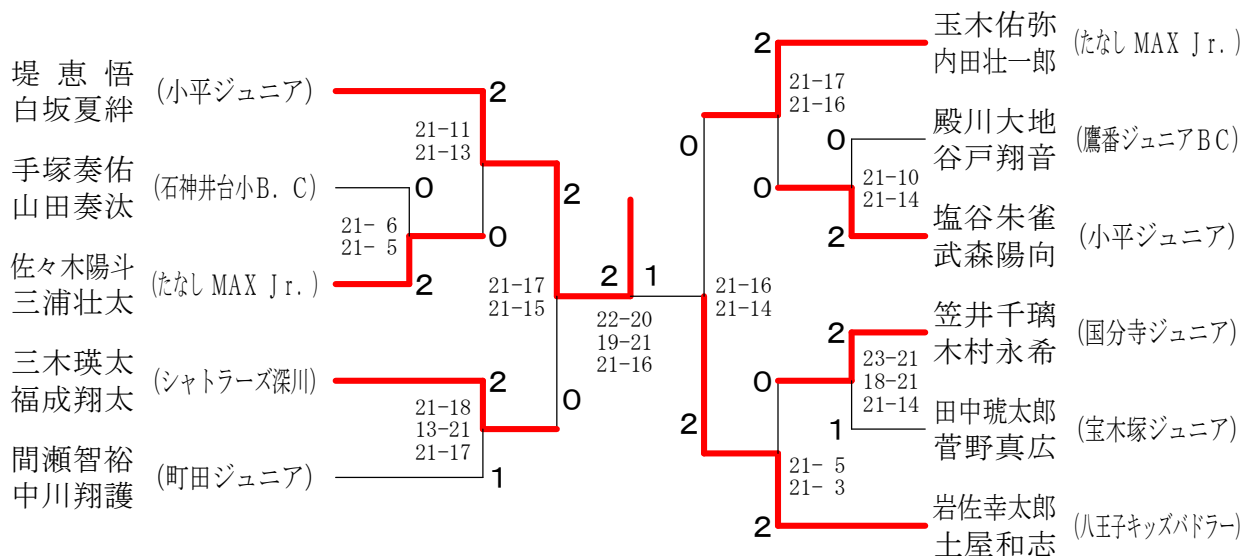 堤 恵 悟
白坂夏絆
(小平ジュニア)
2
21-11
21-13
手塚奏佑
山田奏汰
(石神井台小B. C)
0
21- 6
21- 5
0
佐々木陽斗
三浦壮太
(たなし MAX Jr.)
2
2
21-17
21-15
三木瑛太
福成翔太
(シャトラーズ深川)
2
21-18
13-21
21-17
0
間瀬智裕
中川翔護
(町田ジュニア)
1
2
1
22-20
19-21
21-16
玉木佑弥
内田壮一郎
(たなし MAX Jr.)
2
21-17
21-16
0
殿川大地
谷戸翔音
(鷹番ジュニアBC)
0
21-10
21-14
0
塩谷朱雀
武森陽向
(小平ジュニア)
2
21-16
21-14
笠井千璃
木村永希
(国分寺ジュニア)
2
23-21
18-21
21-14
0
田中琥太郎
菅野真広
(宝木塚ジュニア)
1
2
21- 5
21- 3
岩佐幸太郎
土屋和志
(八王子キッズバドラー)
2